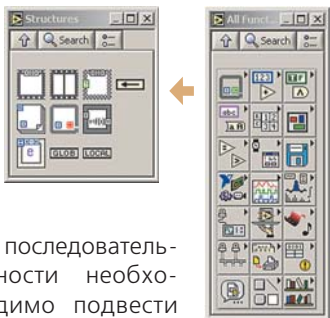 Structures
Search
GLOB LOCAL
All Funct...
Search
последователь-
ности необхо-
димо подвести